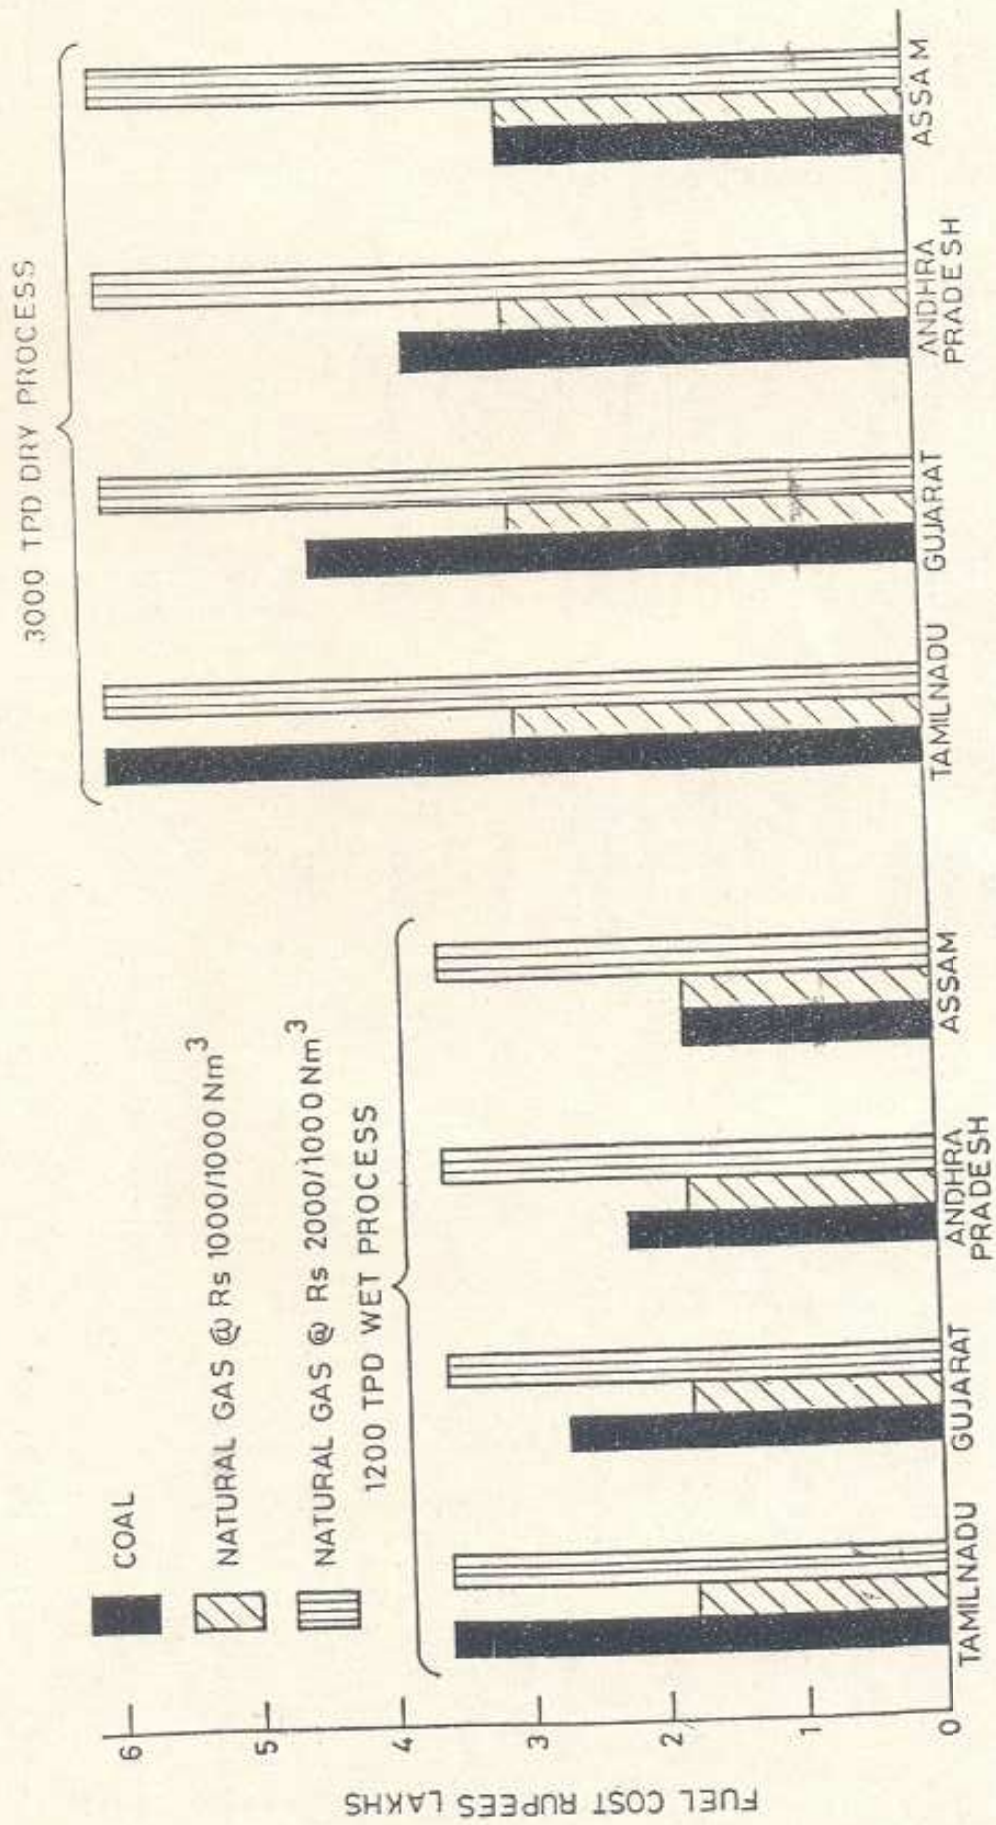 3000 TPD DRY PROCESS
COAL
NATURAL GAS @ Rs 1000/1000 Nm³
NATURAL GAS @ Rs 2000/1000 Nm³
1200 TPD WET PROCESS
FUEL COST RUPEES LAKHS
6
5
4
3
2
1
0
TAMILNADU
GUJARAT
ANDHRA
PRADESH
ASSAM
TAMILNADU
GUJARAT
ANDHRA
PRADESH
ASSAM